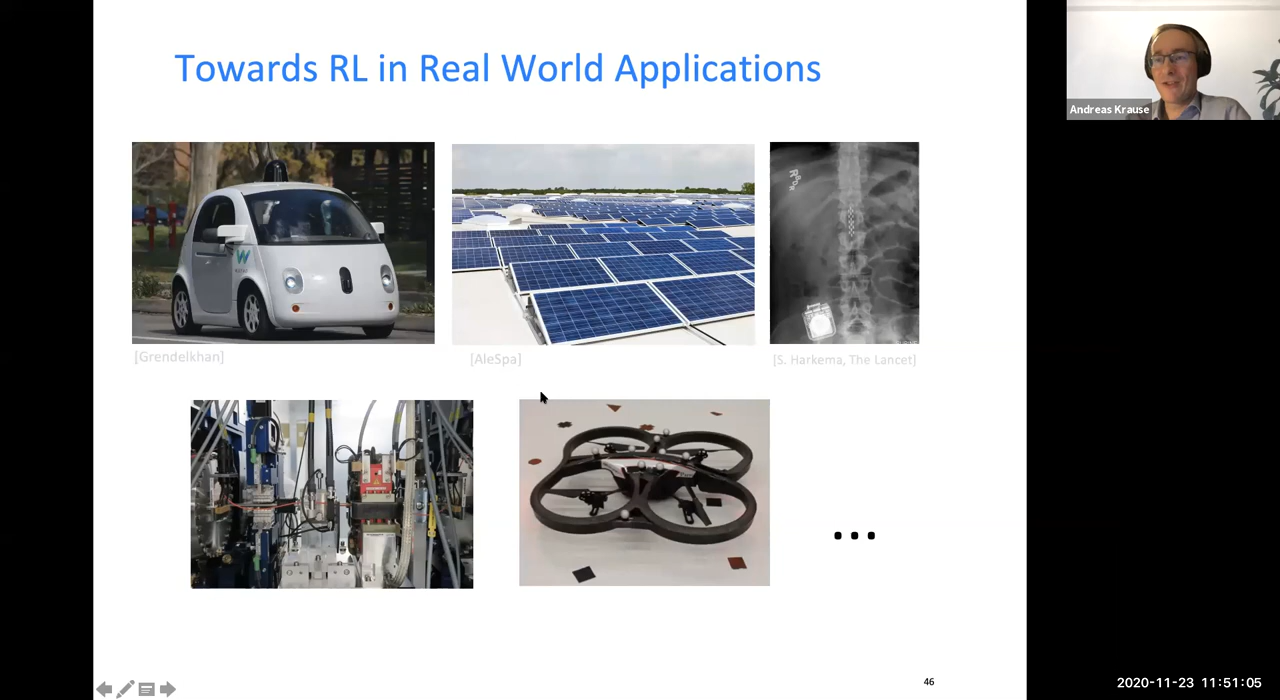 Towards RL in Real World Applications
Andreas Krause
W
[Grendelkhan]
[AleSpa]
[S. Harkema, The Lancet]
...
46
2020-11-23 11:51:05